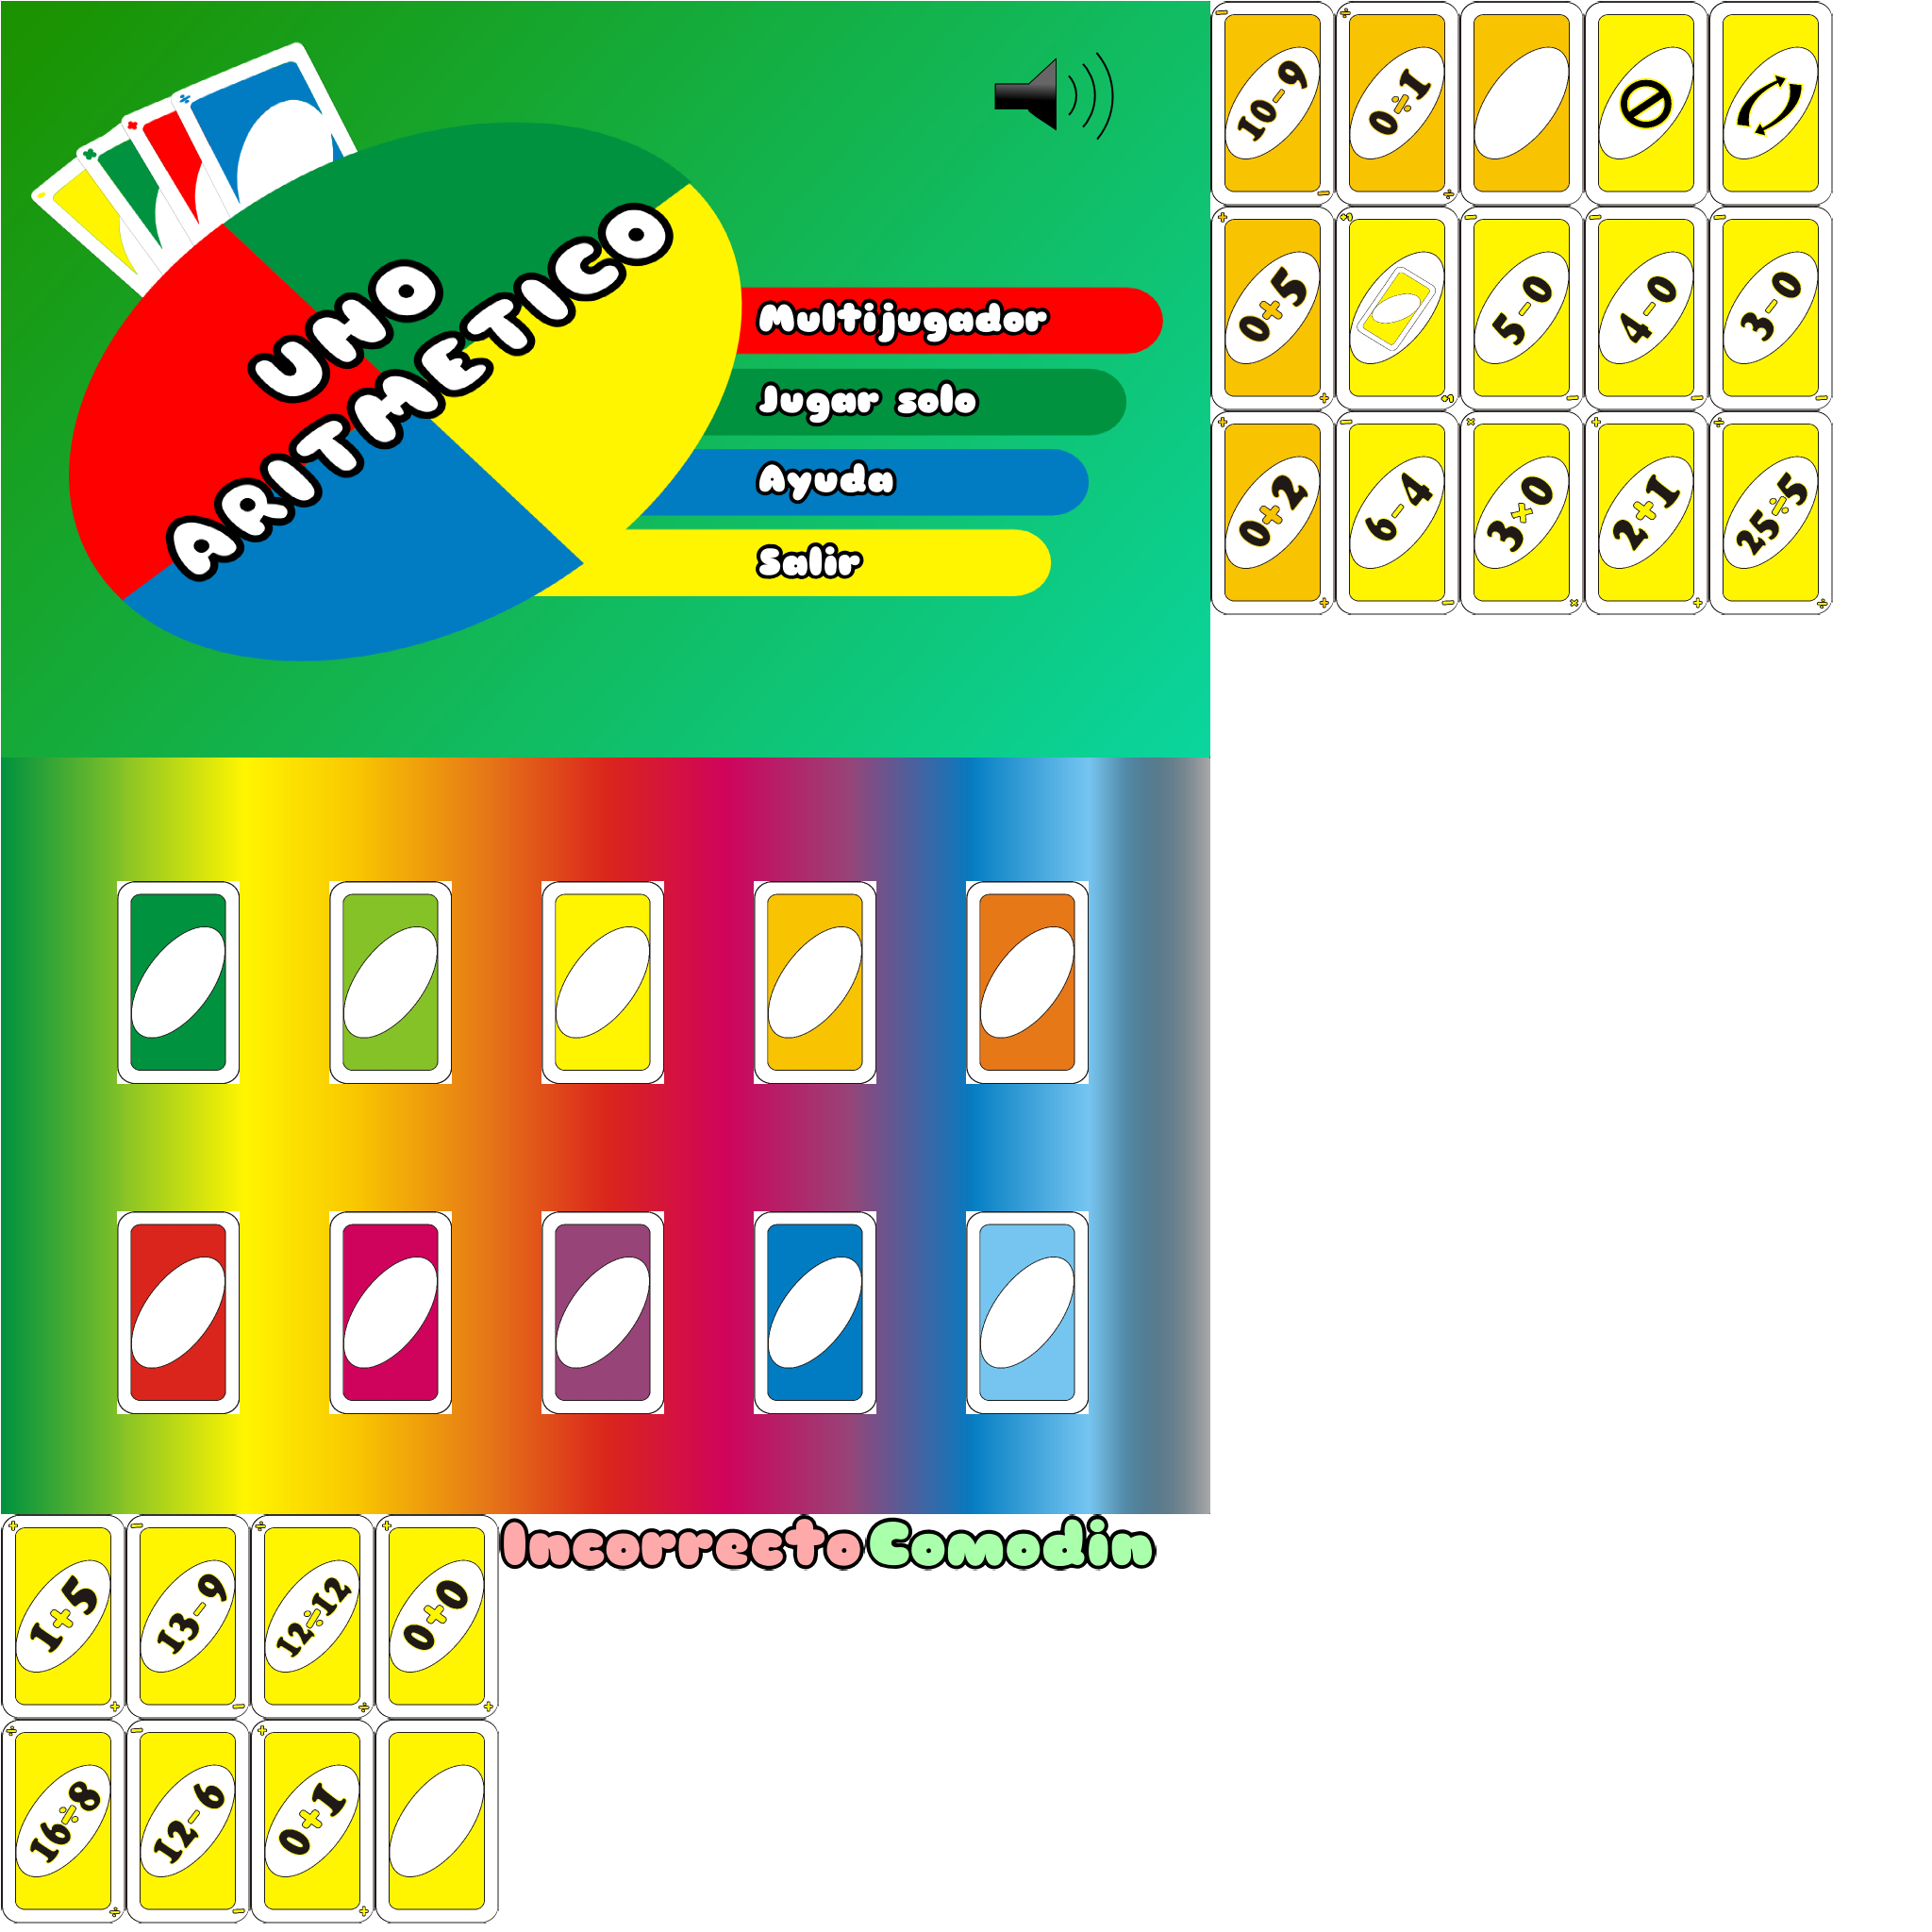 UNO
ARITMETICO
Multijugador
Jugar solo
Ayuda
Salir
10-9
0÷1
0+5
+1
5-0
4-0
3-0
0+2
6-4
3×0
2+1
25÷5
1+5
13-9
12÷12
0+0
Incorrecto
Comodin
16÷8
12-6
0+1